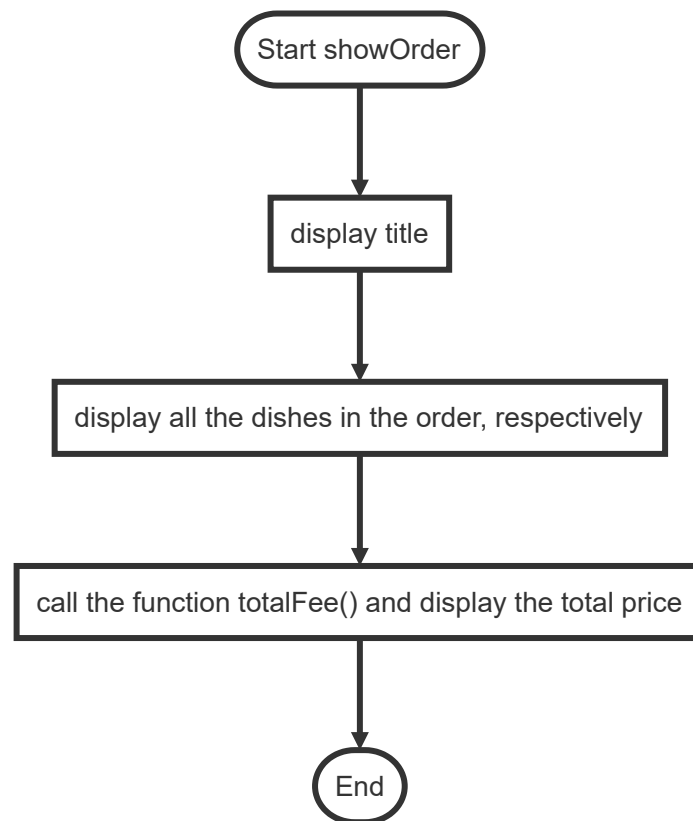 Start showOrder
display title
display all the dishes in the order, respectively
call the function totalFee() and display the total price
End